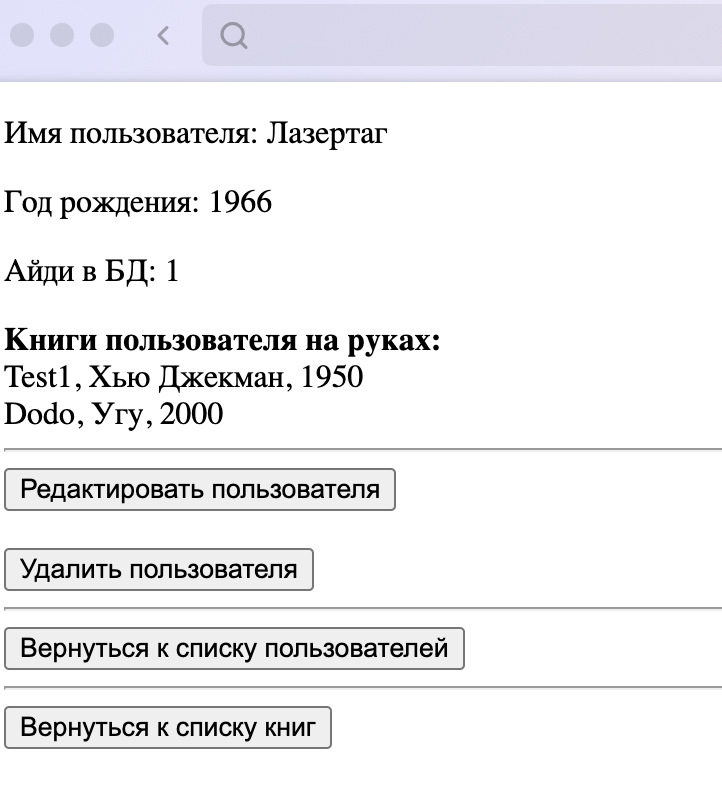 Имя пользователя: Лазертаг
Год рождения: 1966
Айди в БД: 1
Книги пользователя на руках:
Test1, Хью Джекман, 1950
Dodo, Угу, 2000
Редактировать пользователя
Удалить пользователя
Вернуться к списку пользователей
Вернуться к списку книг